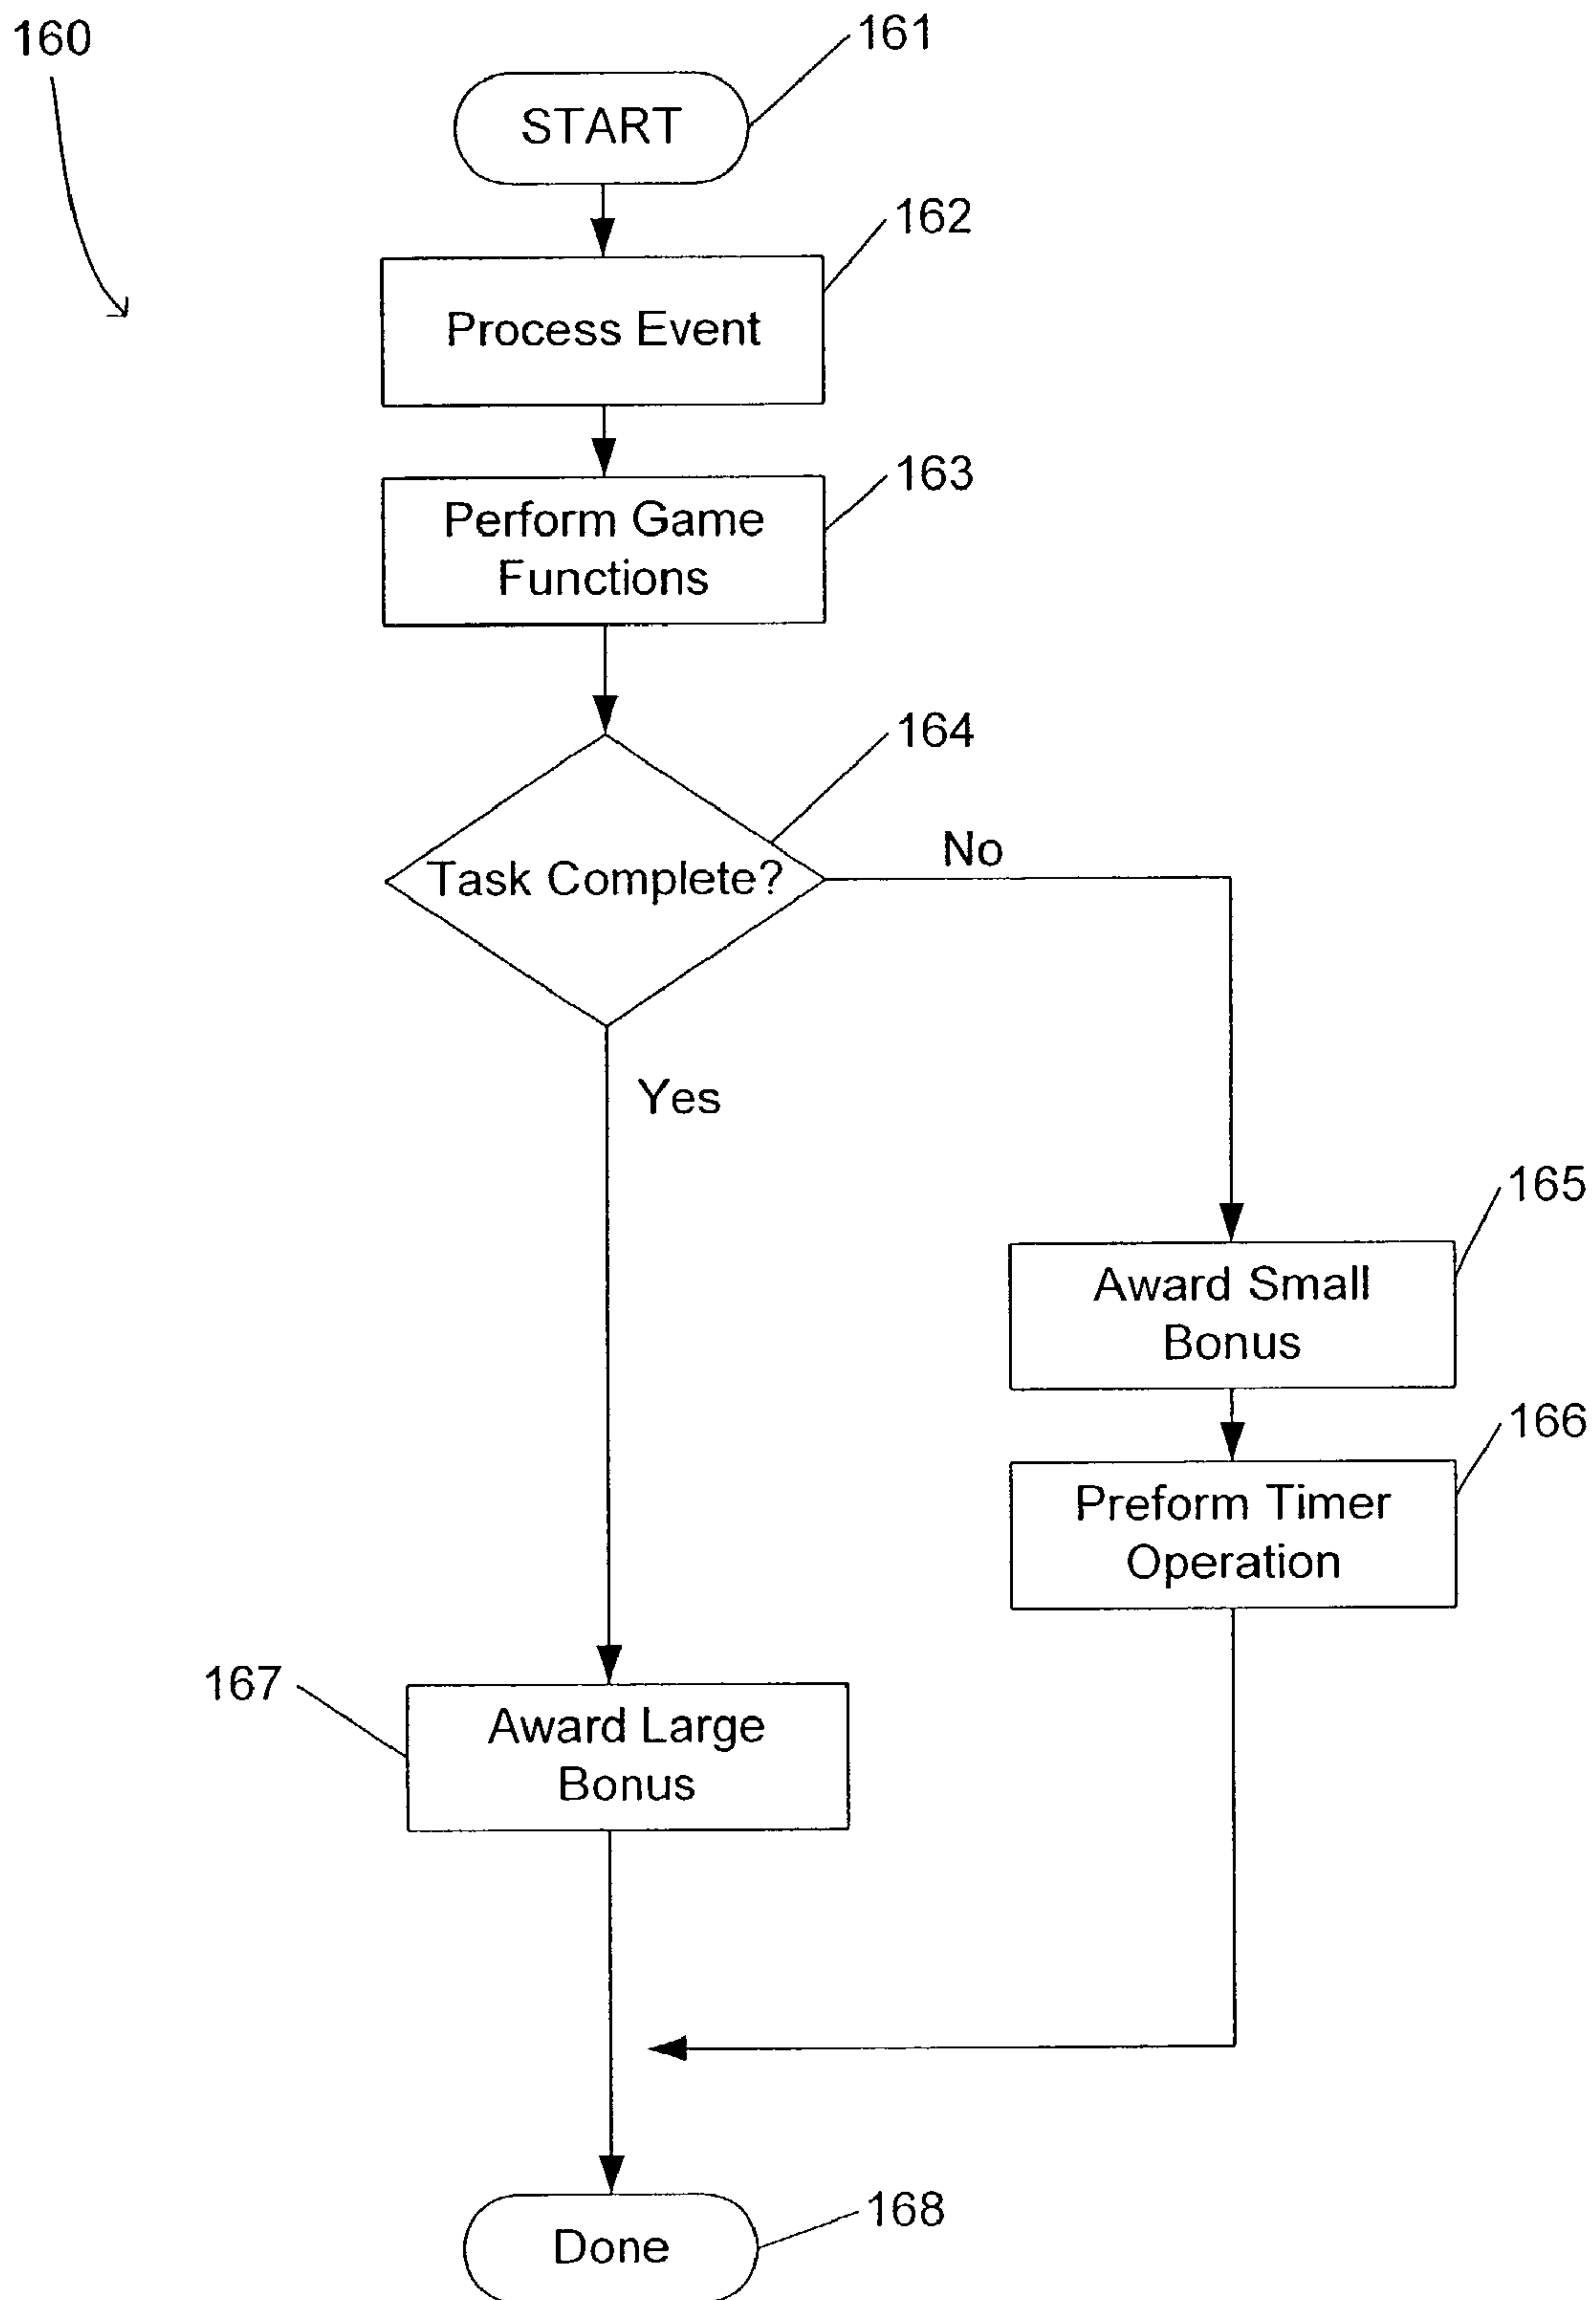 160
161
START
162
Process Event
163
Perform Game
Functions
164
Task Complete?
No
Yes
165
Award Small
Bonus
166
Preform Timer
Operation
167
Award Large
Bonus
168
Done